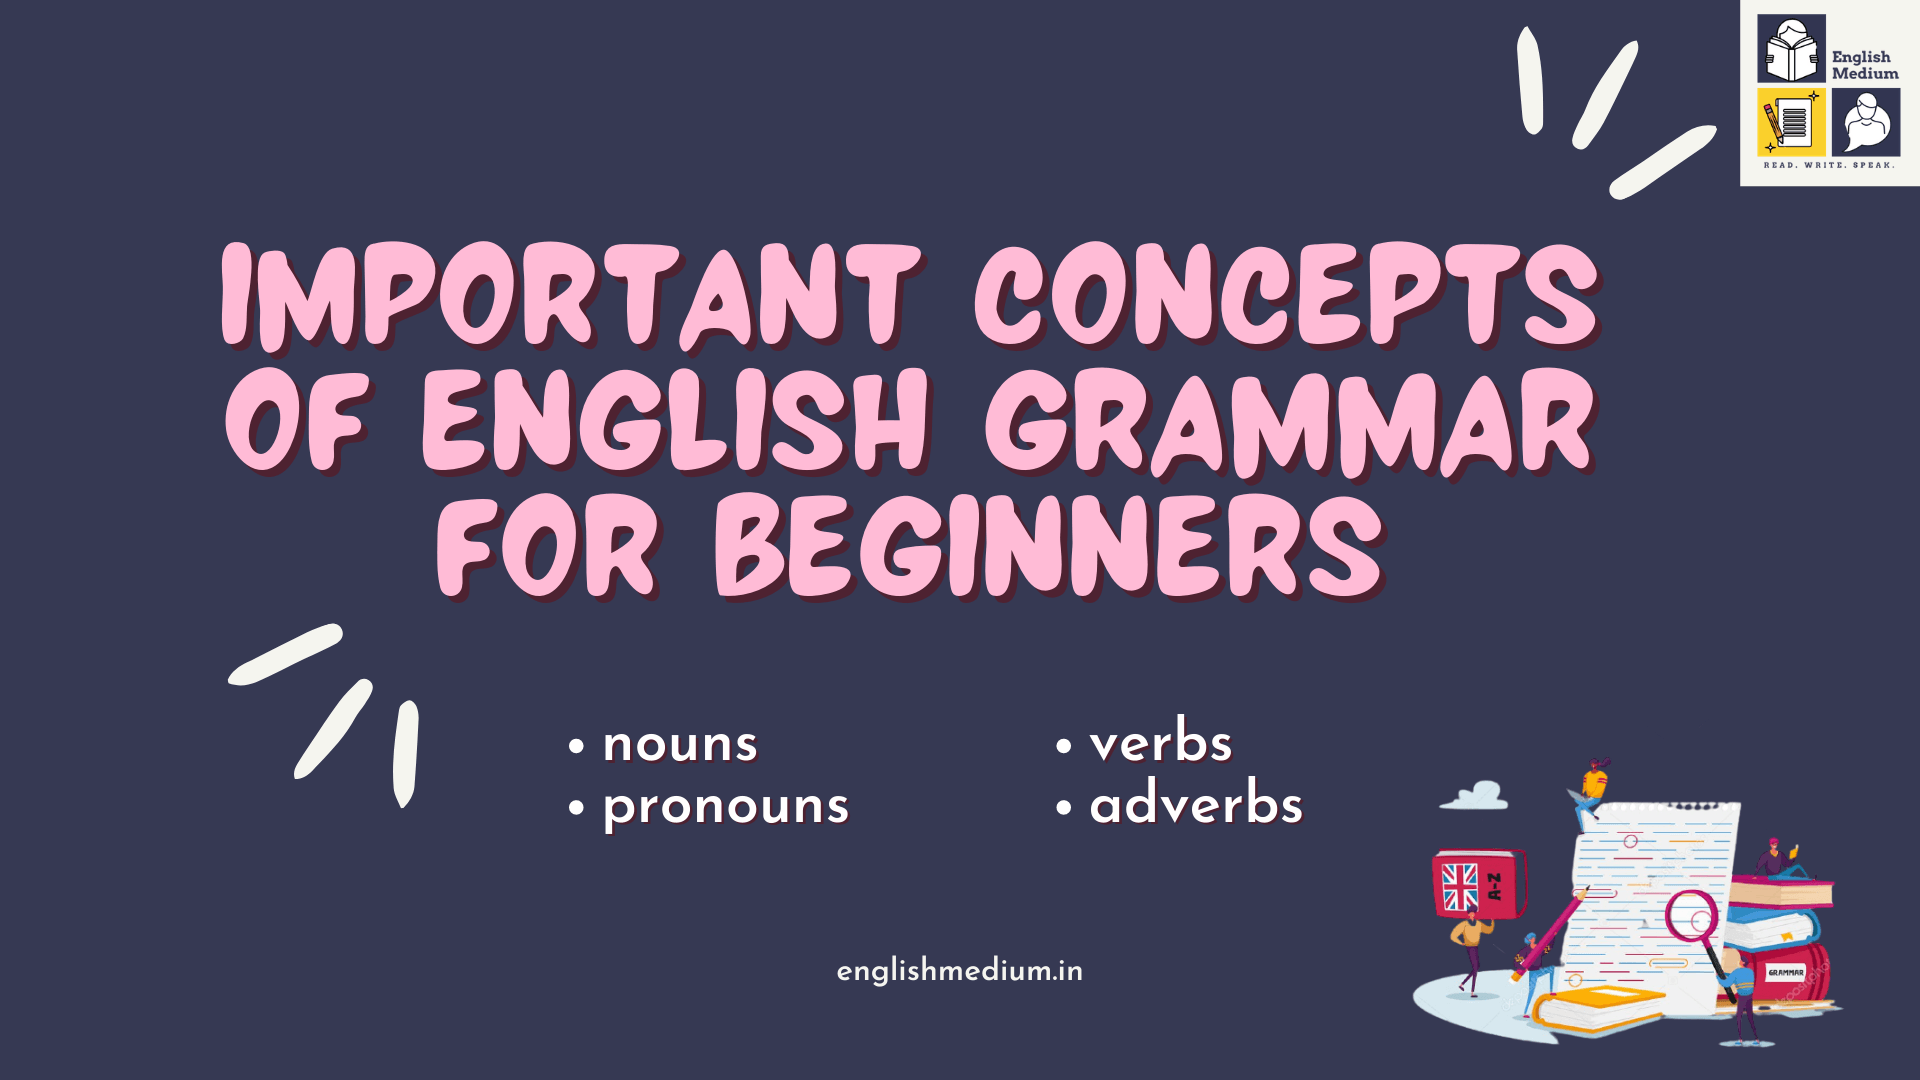 English
Medium
READ. WRITE. SPEAK.
IMPORTANT CONCEPTS
OF ENGLISH GRAMMAR
FOR BEGINNERS
• nouns
• pronouns
• verbs
• adverbs
A-Z
GRAMMAR
englishmedium.in